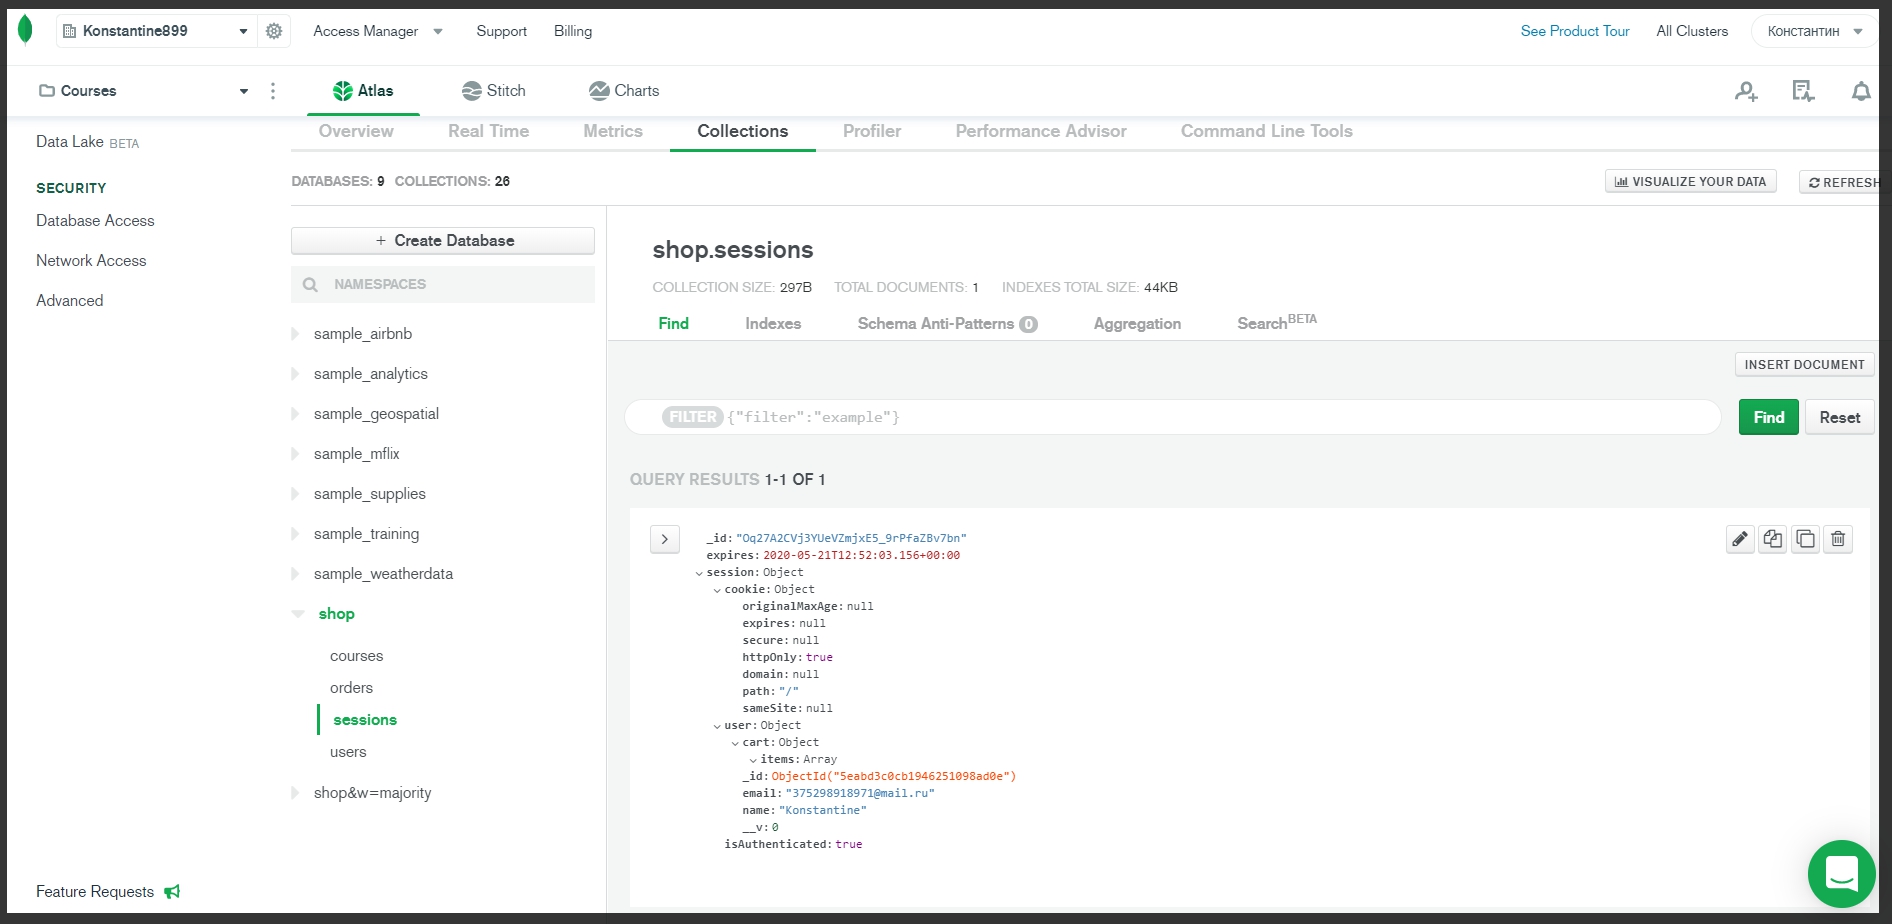 Konstantine899 Access Manager Support Billing See Product Tour All Clusters Константин
Courses Atlas Stitch Charts
Overview Real Time Metrics Collections Profiler Performance Advisor Command Line Tools
Data Lake BETA
SECURITY
Database Access
Network Access
Advanced
Feature Requests
DATABASES: 9 COLLECTIONS: 26
VISUALIZE YOUR DATA REFRESH
+ Create Database
NAMESPACES
sample_airbnb
sample_analytics
sample_geospatial
sample_mflix
sample_supplies
sample_training
sample_weatherdata
shop
courses
orders
sessions
users
shop&w=majority
shop.sessions
COLLECTION SIZE: 297B TOTAL DOCUMENTS: 1 INDEXES TOTAL SIZE: 44KB
Find Indexes Schema Anti-Patterns 0 Aggregation Search BETA
INSERT DOCUMENT
FILTER {"filter":"example"} Find Reset
QUERY RESULTS 1-1 OF 1
_id: "Oq27A2CVj3YUeVZmjxE5_9rPfaZBv7bn"
expires: 2020-05-21T12:52:03.156+00:00
session: Object
cookie: Object
originalMaxAge: null
expires: null
secure: null
httpOnly: true
domain: null
path: "/"
sameSite: null
user: Object
cart: Object
items: Array
_id: ObjectId("5eabd3c0cb1946251098ad0e")
email: "375298918971@mail.ru"
name: "Konstantine"
__v: 0
isAuthenticated: true